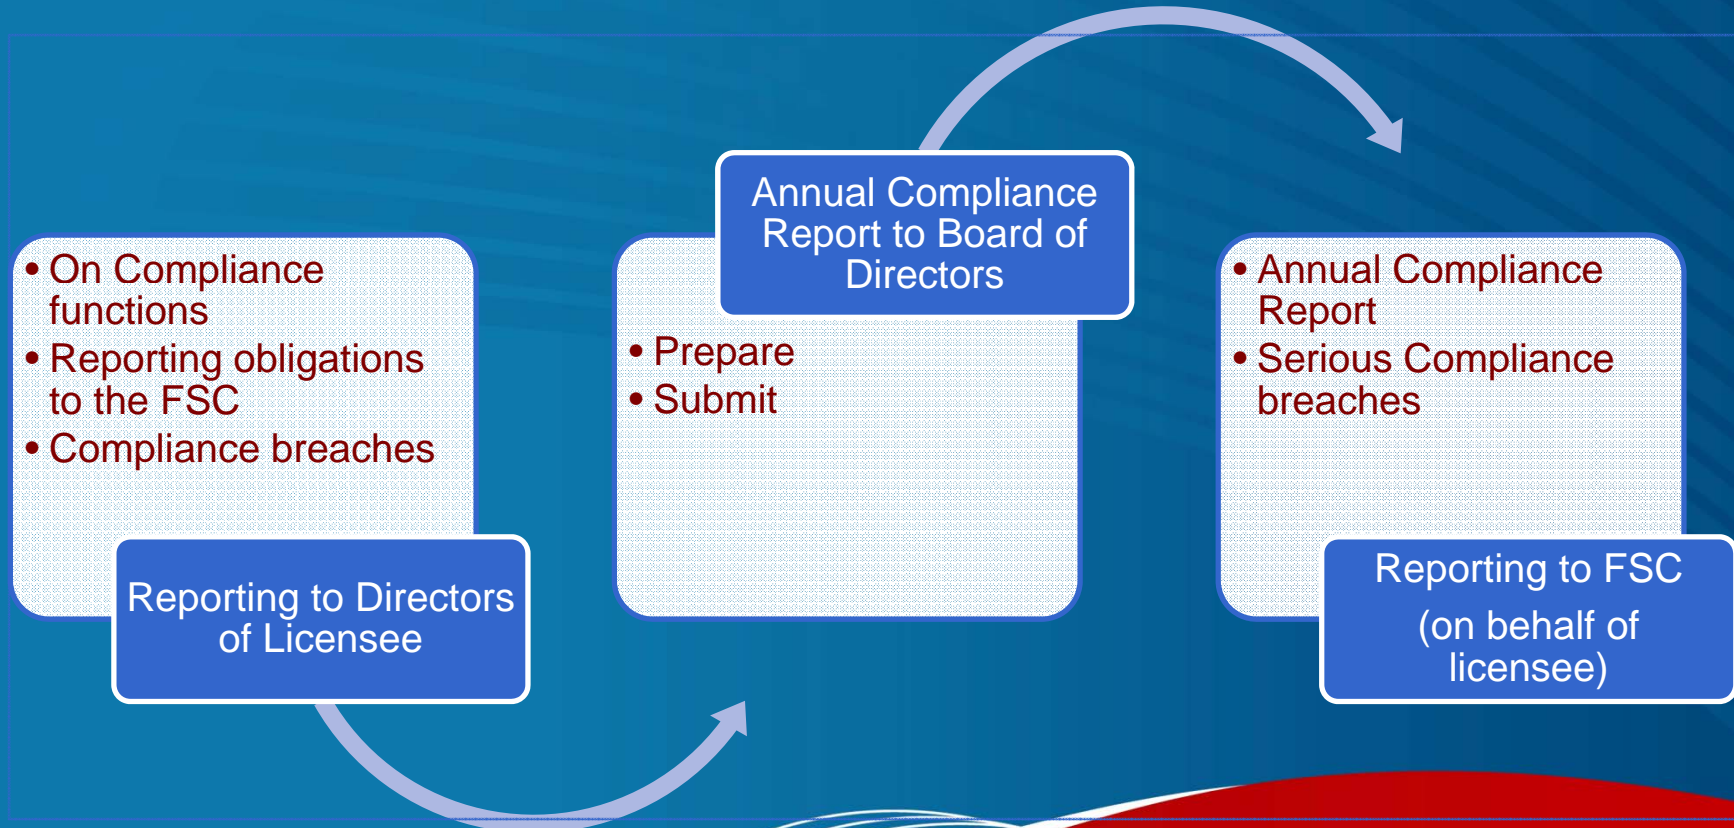 • On Compliance
functions
• Reporting obligations
to the FSC
• Compliance breaches
Reporting to Directors
of Licensee
Annual Compliance
Report to Board of
Directors
• Prepare
• Submit
• Annual Compliance
Report
• Serious Compliance
breaches
Reporting to FSC
(on behalf of
licensee)